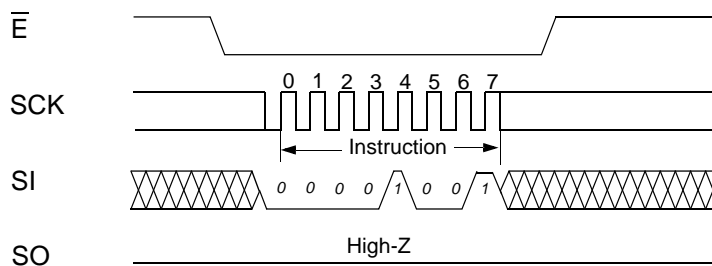 E
SCK
0 1 2 3 4 5 6 7
Instruction
SI
0 0 0 0 1 0 0 1
High-Z
SO